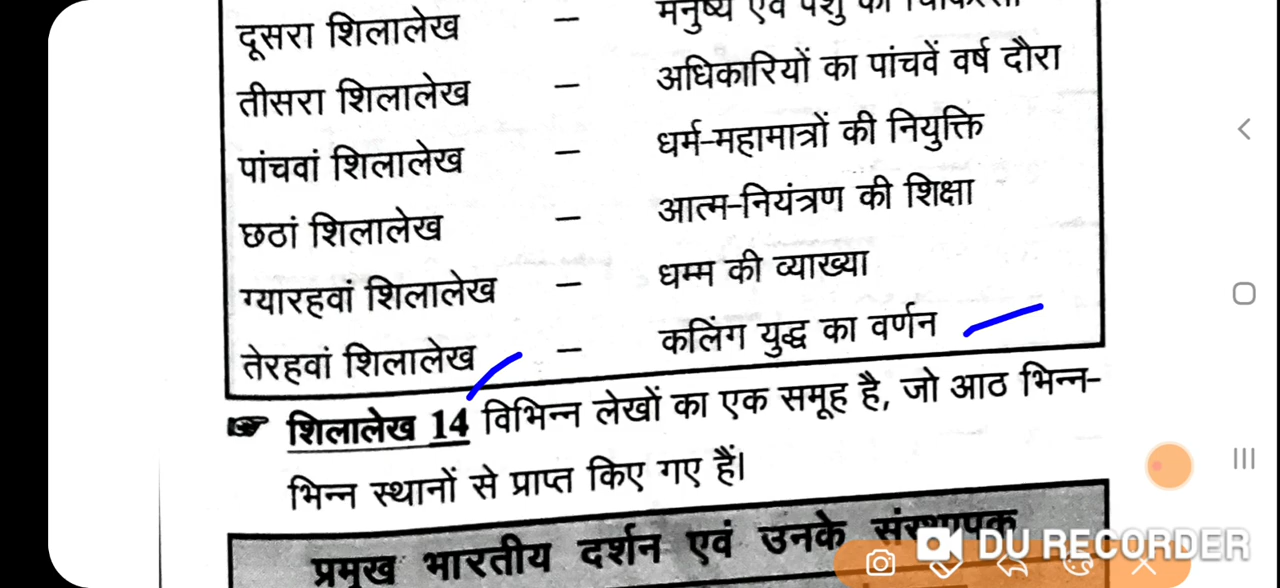 दूसरा शिलालेख – मनुष्य एवं पशु की चिकित्सा
तीसरा शिलालेख – अधिकारियों का पांचवें वर्ष दौरा
पांचवां शिलालेख – धर्म-महामात्रों की नियुक्ति
छठां शिलालेख – आत्म-नियंत्रण की शिक्षा
ग्यारहवां शिलालेख – धम्म की व्याख्या
तेरहवां शिलालेख – कलिंग युद्ध का वर्णन
शिलालेख 14 विभिन्न लेखों का एक समूह है, जो आठ भिन्न-
भिन्न स्थानों से प्राप्त किए गए हैं।
प्रमुख भारतीय दर्शन एवं उनके संस्थापक
DU RECORDER